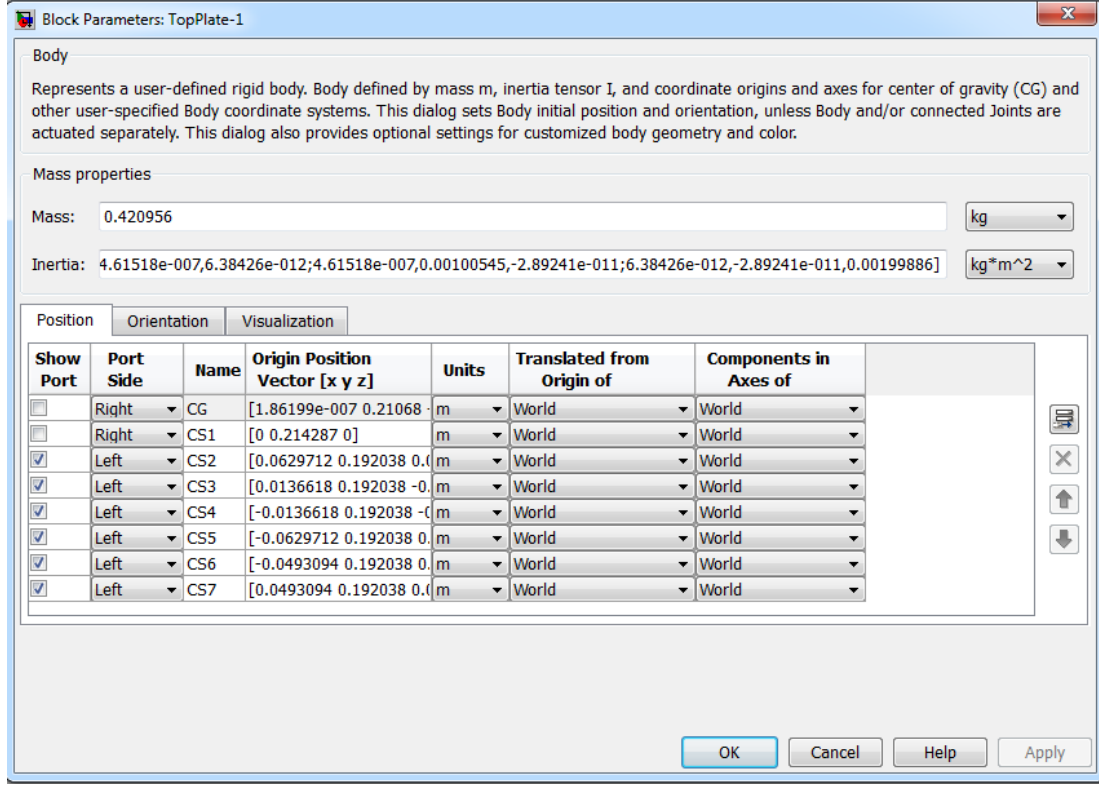 Block Parameters: TopPlate-1
Body
Represents a user-defined rigid body. Body defined by mass m, inertia tensor I, and coordinate origins and axes for center of gravity (CG) and
other user-specified Body coordinate systems. This dialog sets Body initial position and orientation, unless Body and/or connected Joints are
actuated separately. This dialog also provides optional settings for customized body geometry and color.
Mass properties
Mass: 0.420956 kg
Inertia: 4.61518e-007,6.38426e-012;4.61518e-007,0.00100545,-2.89241e-011;6.38426e-012,-2.89241e-011,0.00199886] kg*m^2
Position Orientation Visualization
Show Port Port Side Name Origin Position Vector [x y z] Units Translated from Origin of Components in Axes of
Right CG [1.86199e-007 0.21068 - m World World
Right CS1 [0 0.214287 0] m World World
Left CS2 [0.0629712 0.192038 0.0 m World World
Left CS3 [0.0136618 0.192038 -0. m World World
Left CS4 [-0.0136618 0.192038 -0 m World World
Left CS5 [-0.0629712 0.192038 0. m World World
Left CS6 [-0.0493094 0.192038 0. m World World
Left CS7 [0.0493094 0.192038 0.0 m World World
OK Cancel Help Apply